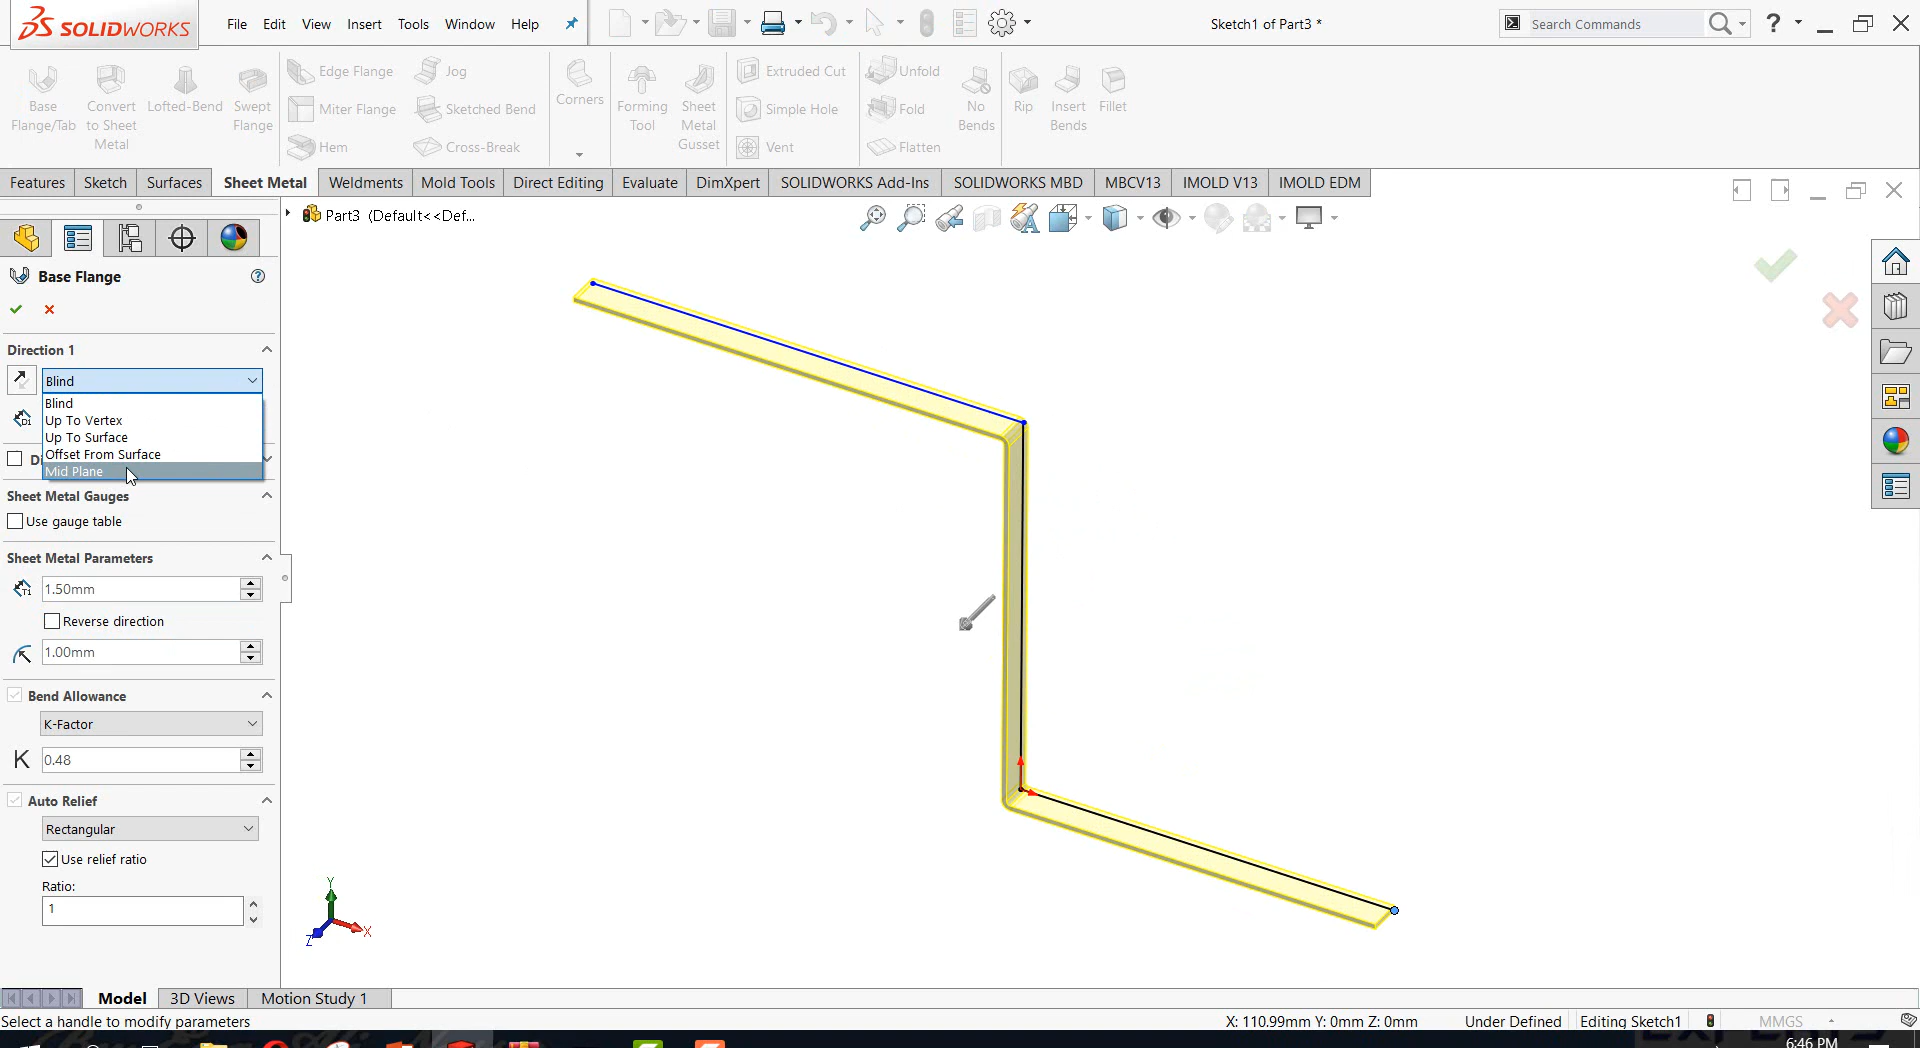 SOLIDWORKS File Edit View Insert Tools Window Help Sketch1 of Part3 * Search Commands ?
Base Flange/Tab
Convert to Sheet Metal
Lofted-Bend
Swept Flange
Edge Flange
Miter Flange
Hem
Jog
Sketched Bend
Cross-Break
Corners
Forming Tool
Sheet Metal Gusset
Extruded Cut
Simple Hole
Vent
Unfold
Fold
Flatten
No Bends
Rip
Insert Bends
Fillet
Features Sketch Surfaces Sheet Metal Weldments Mold Tools Direct Editing Evaluate DimXpert SOLIDWORKS Add-Ins SOLIDWORKS MBD MBCV13 IMOLD V13 IMOLD EDM
Part3 (Default<<Def...
Base Flange ?
Direction 1
Blind
Blind
Up To Vertex
Up To Surface
Offset From Surface
Mid Plane
Sheet Metal Gauges
Use gauge table
Sheet Metal Parameters
1.50mm
Reverse direction
1.00mm
Bend Allowance
K-Factor
K 0.48
Auto Relief
Rectangular
Use relief ratio
Ratio:
1
Y
X
Z
Model 3D Views Motion Study 1
Select a handle to modify parameters X: 110.99mm Y: 0mm Z: 0mm Under Defined Editing Sketch1 MMGS
6:46 PM